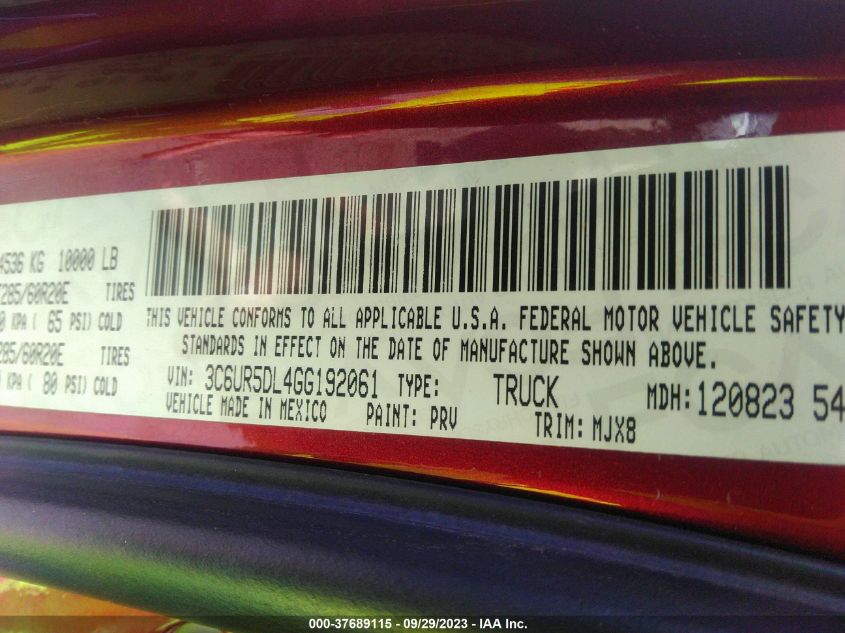 4536 KG 10000 LB
285/60R20E TIRES
0 KPA ( 65 PSI) COLD
285/60R20E TIRES
KPA ( 80 PSI) COLD
THIS VEHICLE CONFORMS TO ALL APPLICABLE U.S.A. FEDERAL MOTOR VEHICLE SAFETY
STANDARDS IN EFFECT ON THE DATE OF MANUFACTURE SHOWN ABOVE.
VIN: 3C6UR5DL4GG192061 TYPE: TRUCK MDH: 120823 54
VEHICLE MADE IN MEXICO PAINT: PRV TRIM: MJX8
000-37689115 - 09/29/2023 - IAA Inc.